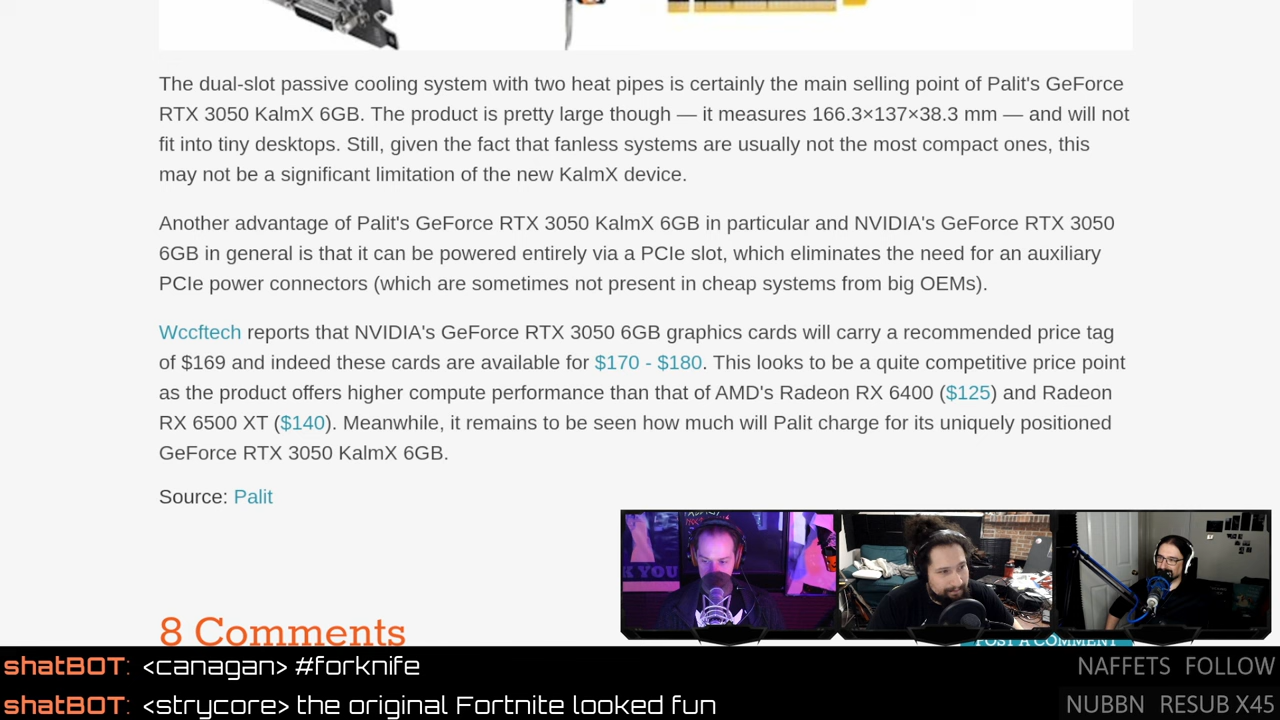 The dual-slot passive cooling system with two heat pipes is certainly the main selling point of Palit's GeForce
RTX 3050 KalmX 6GB. The product is pretty large though — it measures 166.3×137×38.3 mm — and will not
fit into tiny desktops. Still, given the fact that fanless systems are usually not the most compact ones, this
may not be a significant limitation of the new KalmX device.
Another advantage of Palit's GeForce RTX 3050 KalmX 6GB in particular and NVIDIA's GeForce RTX 3050
6GB in general is that it can be powered entirely via a PCIe slot, which eliminates the need for an auxiliary
PCIe power connectors (which are sometimes not present in cheap systems from big OEMs).
Wccftech reports that NVIDIA's GeForce RTX 3050 6GB graphics cards will carry a recommended price tag
of $169 and indeed these cards are available for $170 - $180. This looks to be a quite competitive price point
as the product offers higher compute performance than that of AMD's Radeon RX 6400 ($125) and Radeon
RX 6500 XT ($140). Meanwhile, it remains to be seen how much will Palit charge for its uniquely positioned
GeForce RTX 3050 KalmX 6GB.
Source: Palit
K YOU
8 Comments
POST A COMMENT
shatBOT: <canagan> #forknife
NAFFETS FOLLOW
shatBOT: <strycore> the original Fortnite looked fun
NUBBN RESUB X45